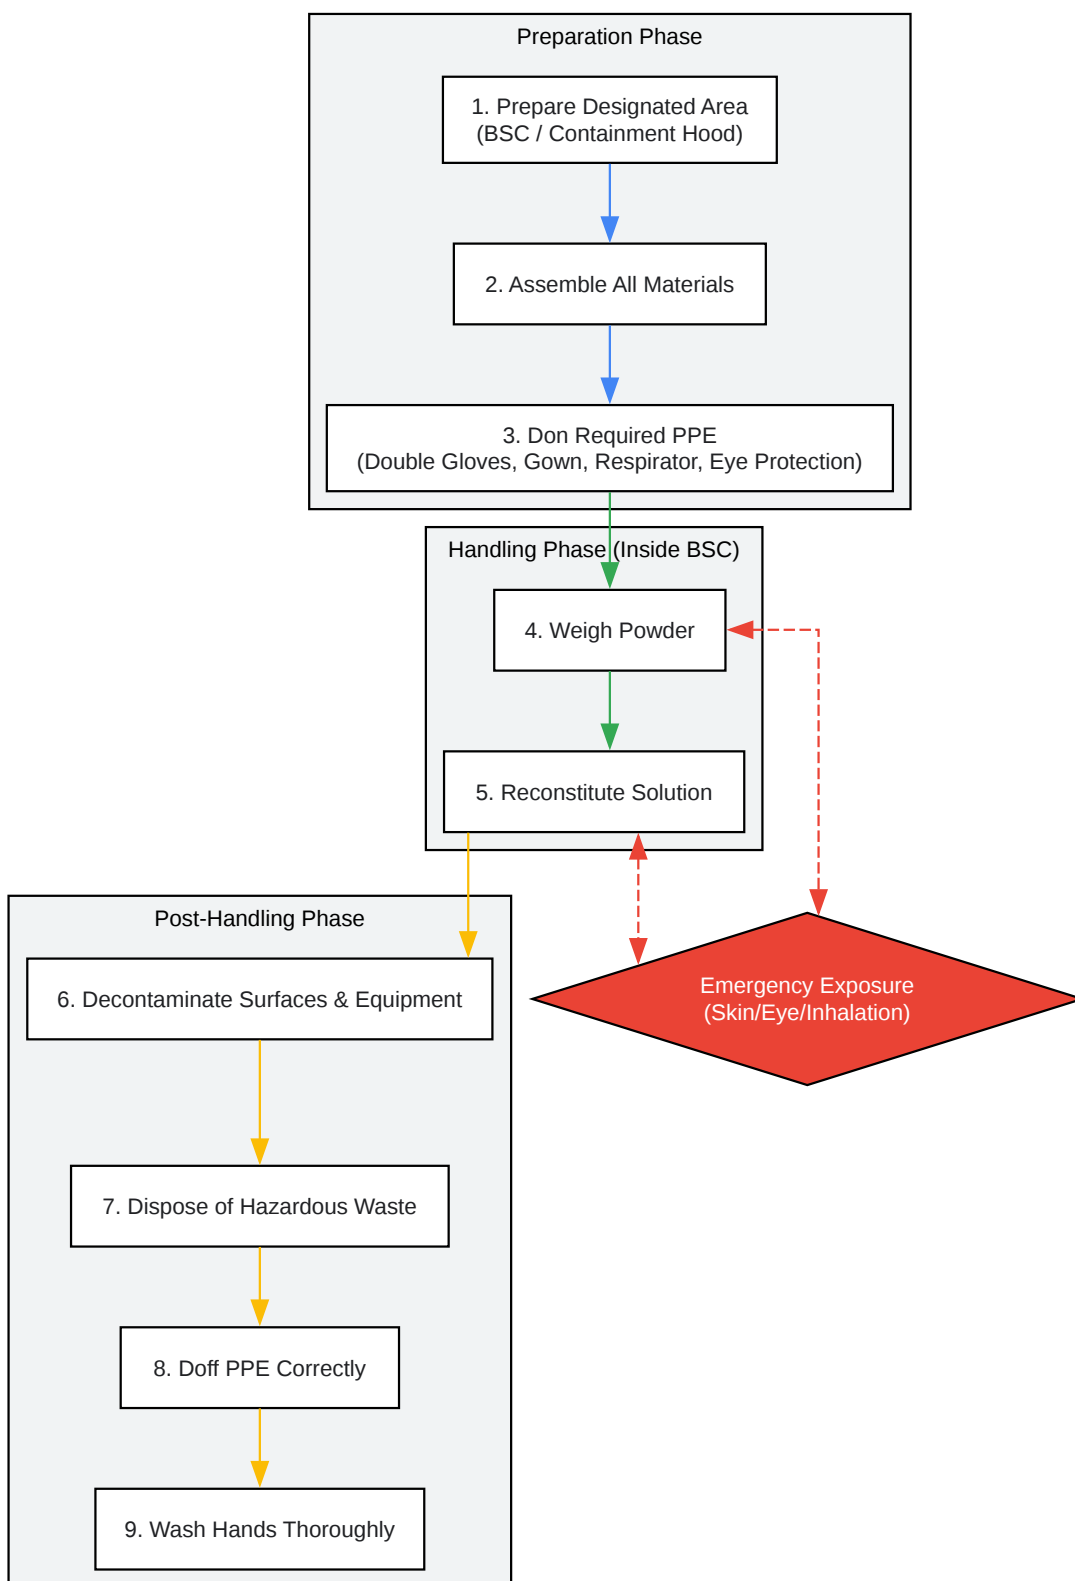 Preparation Phase
1. Prepare Designated Area
(BSC / Containment Hood)
2. Assemble All Materials
3. Don Required PPE
(Double Gloves, Gown, Respirator, Eye Protection)
Handling Phase (Inside BSC)
4. Weigh Powder
5. Reconstitute Solution
Post-Handling Phase
6. Decontaminate Surfaces & Equipment
Emergency Exposure
(Skin/Eye/Inhalation)
7. Dispose of Hazardous Waste
8. Doff PPE Correctly
9. Wash Hands Thoroughly